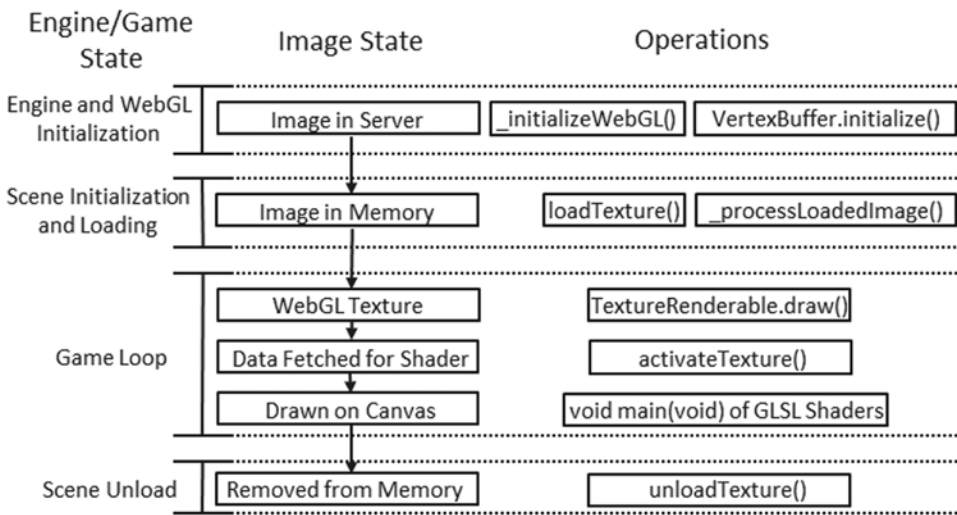 Engine/Game
State
Image State
Operations
Engine and WebGL
Initialization
Image in Server
_initializeWebGL()
VertexBuffer.initialize()
Scene Initialization
and Loading
Image in Memory
loadTexture()
_processLoadedImage()
Game Loop
WebGL Texture
TextureRenderable.draw()
Data Fetched for Shader
activateTexture()
Drawn on Canvas
void main(void) of GLSL Shaders
Scene Unload
Removed from Memory
unloadTexture()